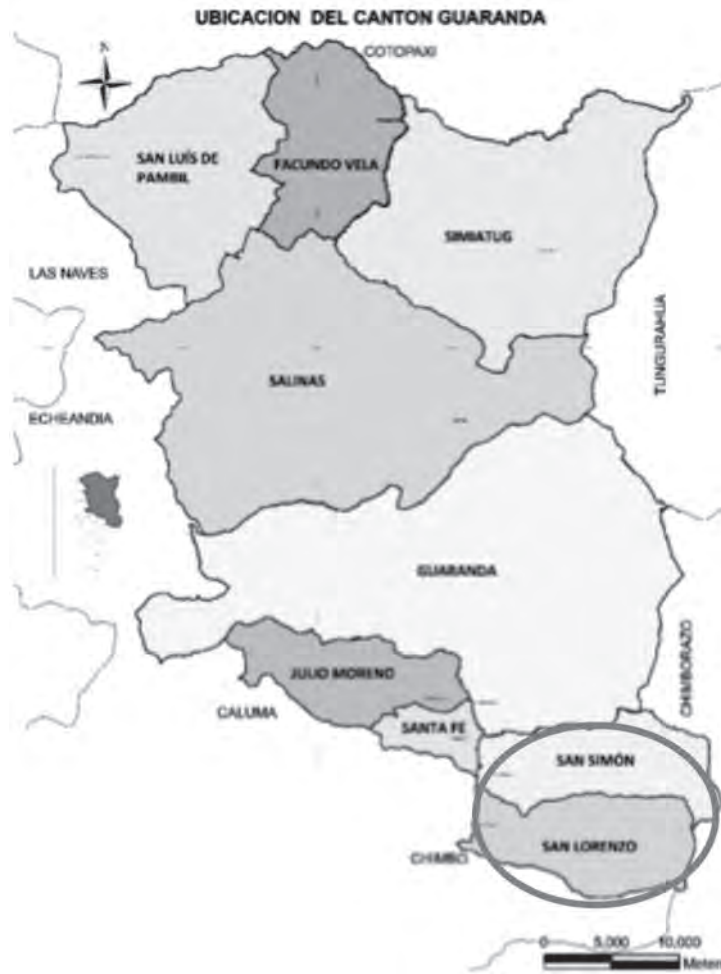 UBICACION DEL CANTON GUARANDA
COTOPAXI
N
SAN LUÍS DE
PAMBIL
FACUNDO VELA
SIMIATUG
LAS NAVES
TUNGURAHUA
SALINAS
ECHEANDIA
GUARANDA
CHIMBORAZO
JULIO MORENO
CALUMA
SANTA FE
SAN SIMÓN
SAN LORENZO
CHIMBO
0 5,000 10,000
Meters